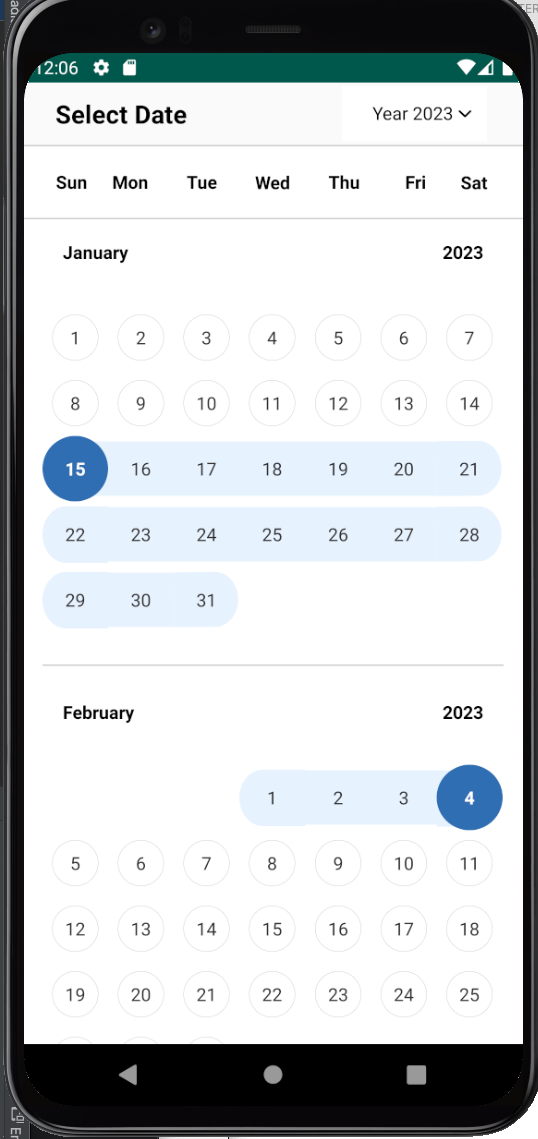 TER
ad
12:06
Select Date Year 2023
Sun Mon Tue Wed Thu Fri Sat
January 2023
1 2 3 4 5 6 7
8 9 10 11 12 13 14
15 16 17 18 19 20 21
22 23 24 25 26 27 28
29 30 31
February 2023
1 2 3 4
5 6 7 8 9 10 11
12 13 14 15 16 17 18
19 20 21 22 23 24 25